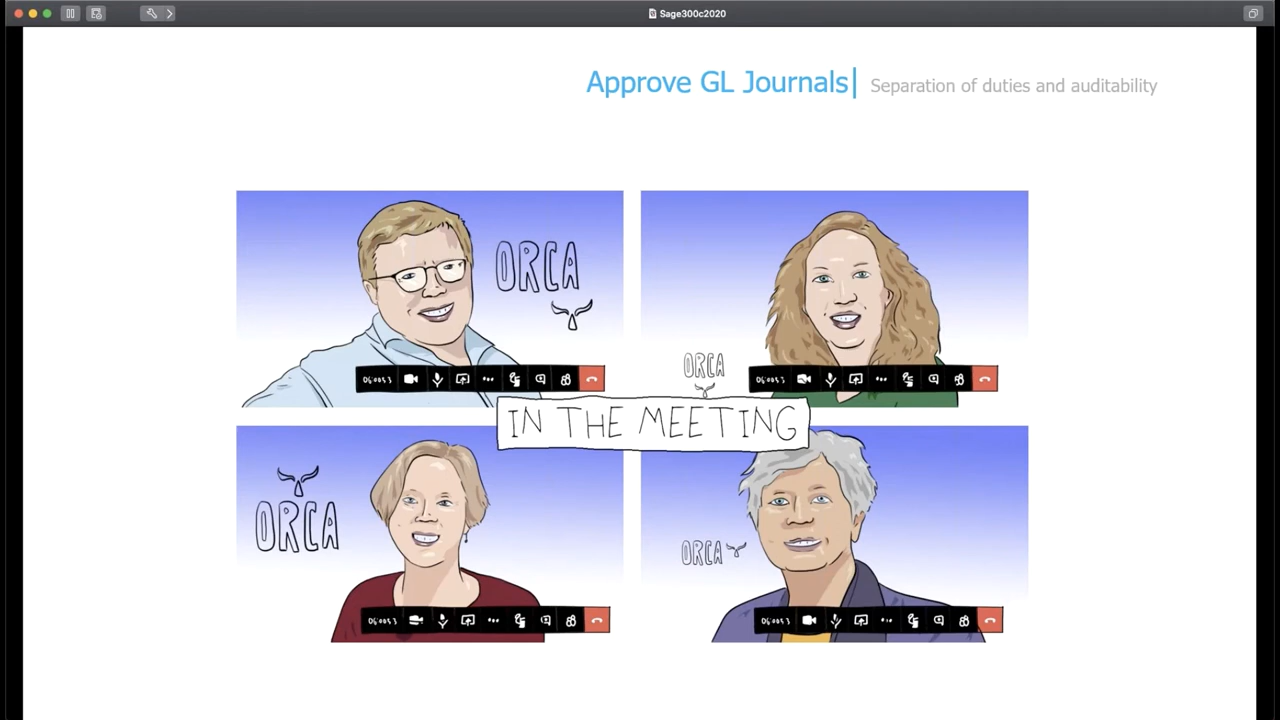 Sage300c2020
Approve GL Journals| Separation of duties and auditability
ORCA
ORCA
IN THE MEETING
ORCA
ORCA